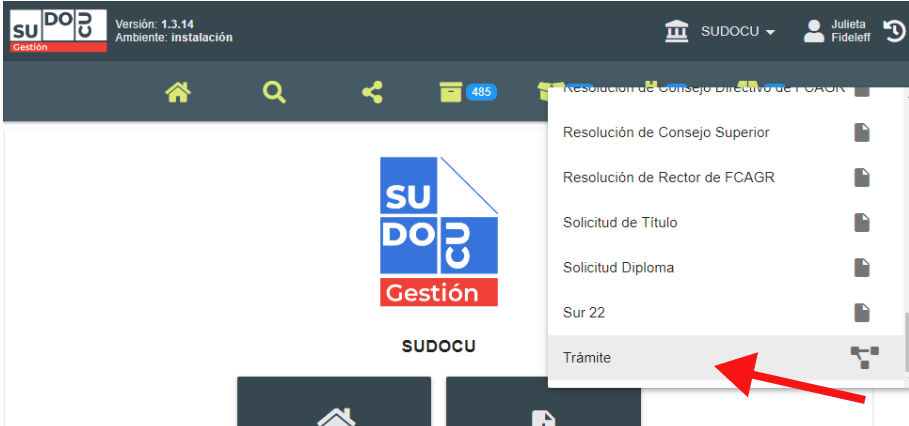 SU DO CU
Gestión
Versión: 1.3.14
Ambiente: instalación
SUDOCU
Julieta
Fideleff
485
Resolución de Consejo Directivo de FCAGR
Resolución de Consejo Superior
Resolución de Rector de FCAGR
Solicitud de Título
Solicitud Diploma
Sur 22
Trámite
SU
DO CU
Gestión
SUDOCU